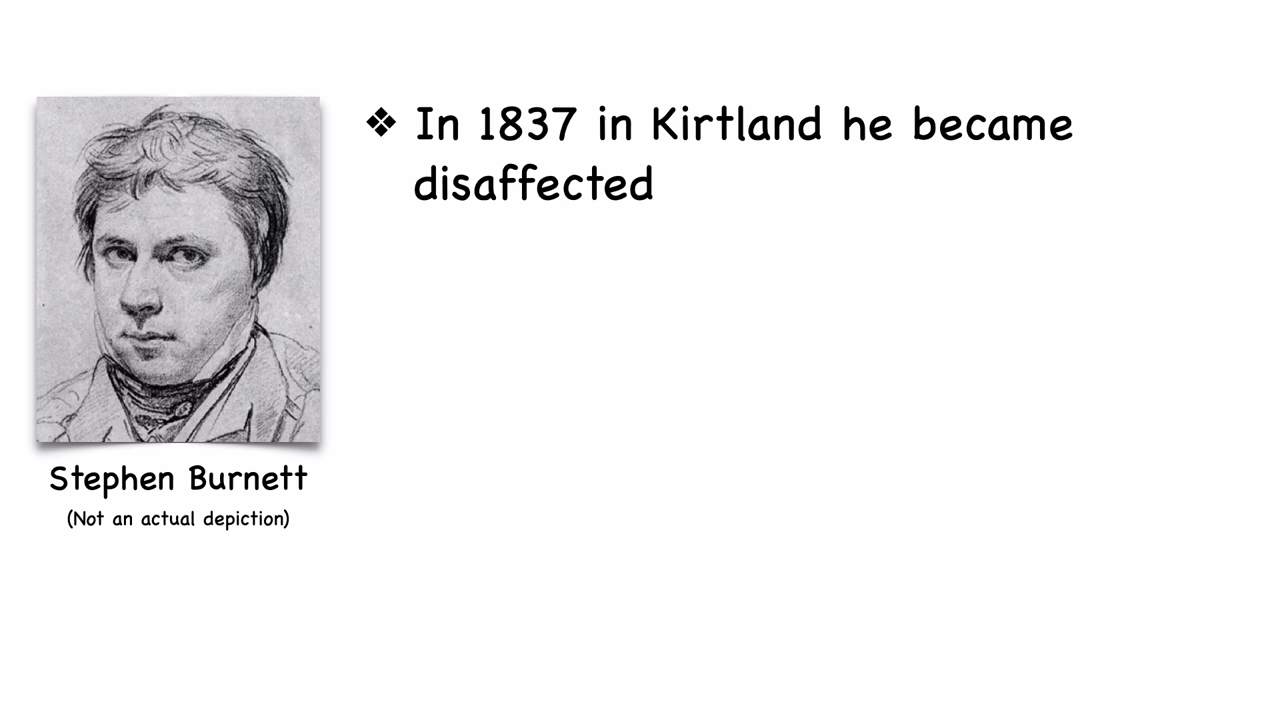 ❖ In 1837 in Kirtland he became
disaffected
Stephen Burnett
(Not an actual depiction)